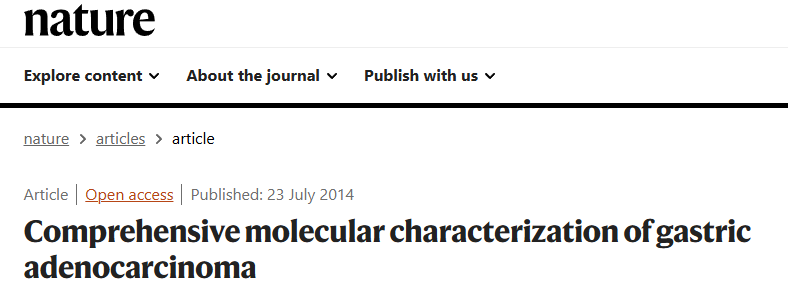 nature
Explore content About the journal Publish with us
nature > articles > article
Article | Open access | Published: 23 July 2014
Comprehensive molecular characterization of gastric
adenocarcinoma